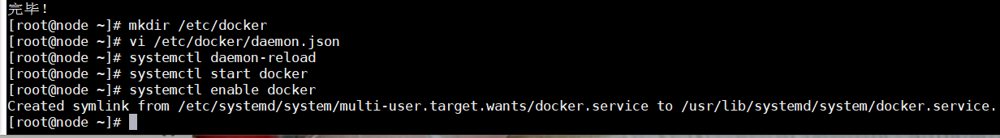 完毕！
[root@node ~]# mkdir /etc/docker
[root@node ~]# vi /etc/docker/daemon.json
[root@node ~]# systemctl daemon-reload
[root@node ~]# systemctl start docker
[root@node ~]# systemctl enable docker
Created symlink from /etc/systemd/system/multi-user.target.wants/docker.service to /usr/lib/systemd/system/docker.service.
[root@node ~]#